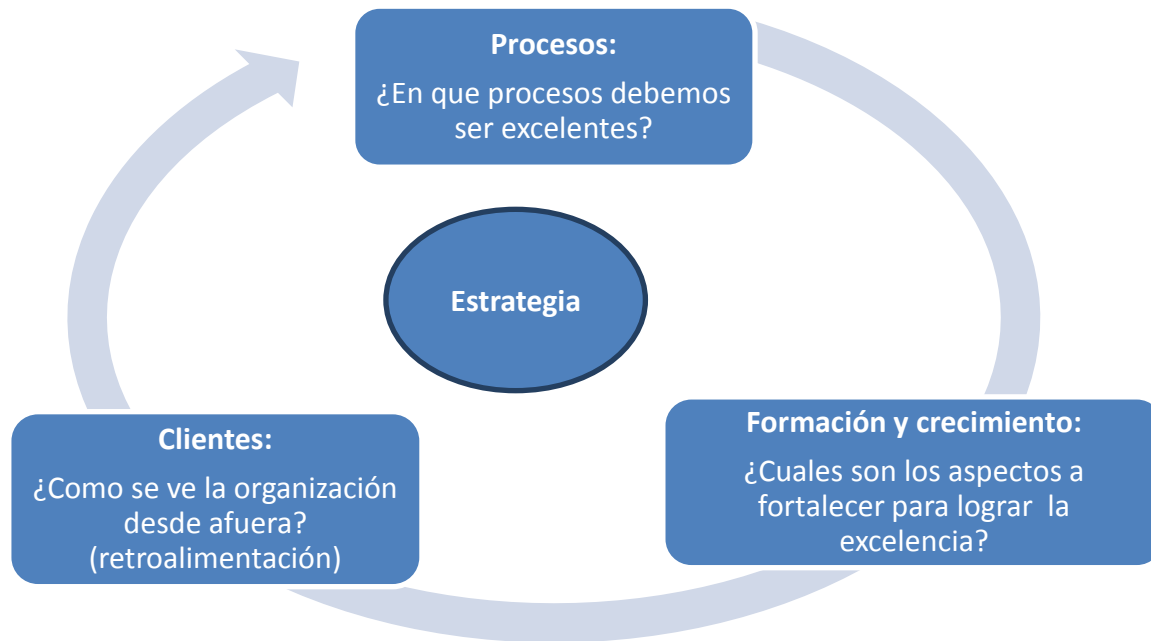 Procesos:
¿En que procesos debemos
ser excelentes?
Estrategia
Clientes:
¿Como se ve la organización
desde afuera?
(retroalimentación)
Formación y crecimiento:
¿Cuales son los aspectos a
fortalecer para lograr la
excelencia?